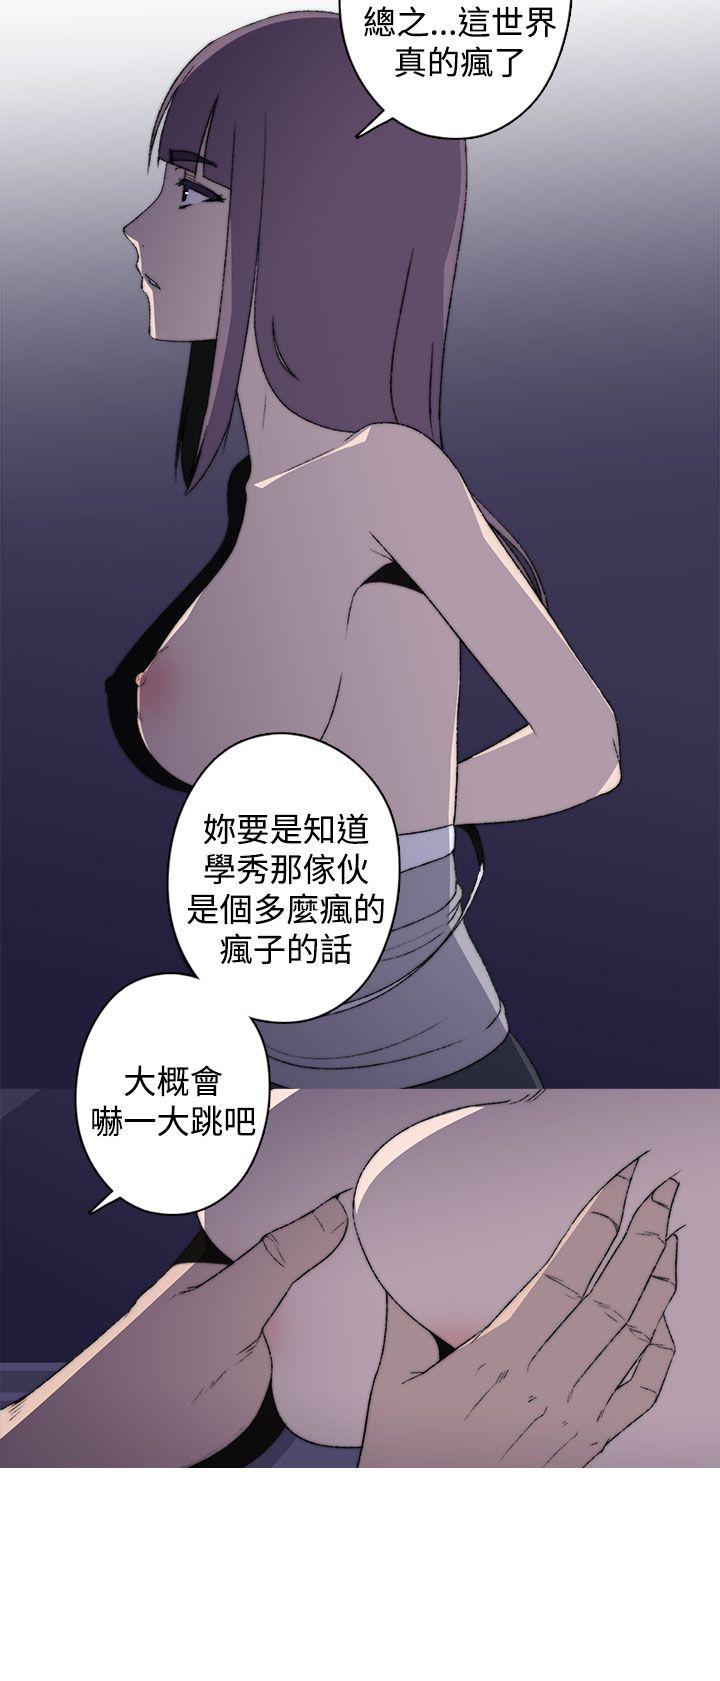 總之...這世界
真的瘋了
妳要是知道
學秀那傢伙
是個多麼瘋的
瘋子的話
大概會
嚇一大跳吧